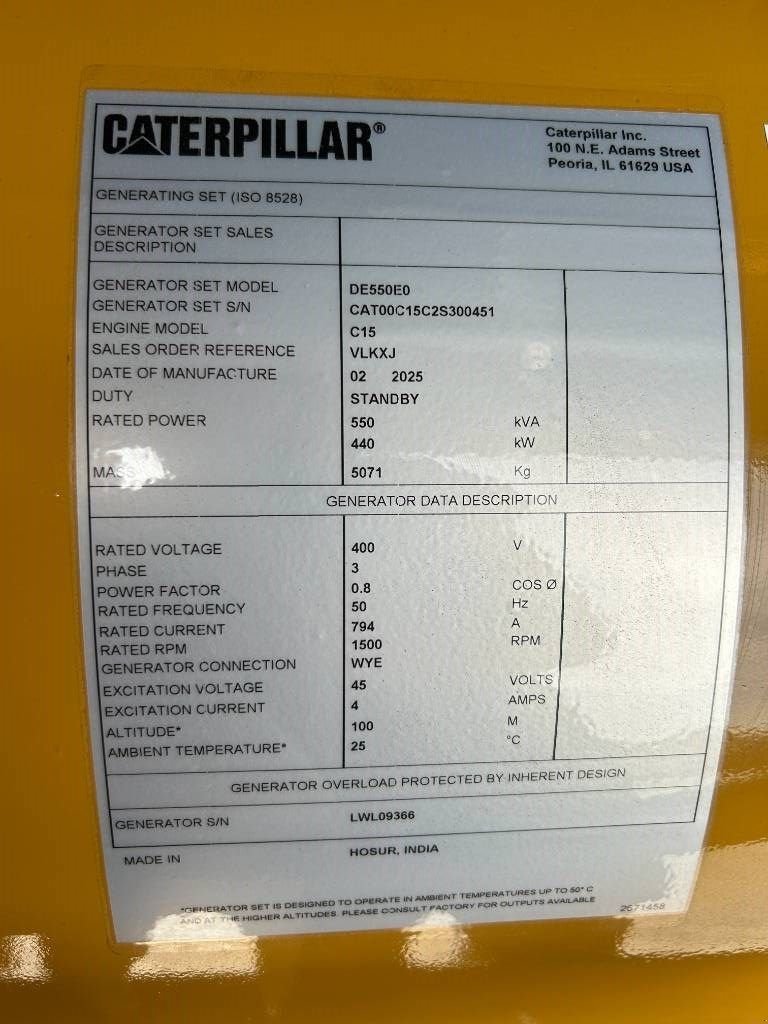 CATERPILLAR®
Caterpillar Inc.
100 N.E. Adams Street
Peoria, IL 61629 USA
GENERATING SET (ISO 8528)
GENERATOR SET SALES
DESCRIPTION
GENERATOR SET MODEL DE550E0
GENERATOR SET S/N CAT00C15C2S300451
ENGINE MODEL C15
SALES ORDER REFERENCE VLKXJ
DATE OF MANUFACTURE 02 2025
DUTY STANDBY
RATED POWER 550 kVA
440 kW
MASS 5071 Kg
GENERATOR DATA DESCRIPTION
RATED VOLTAGE 400 V
PHASE 3
POWER FACTOR 0.8 COS Ø
RATED FREQUENCY 50 Hz
RATED CURRENT 794 A
RATED RPM 1500 RPM
GENERATOR CONNECTION WYE
EXCITATION VOLTAGE 45 VOLTS
EXCITATION CURRENT 4 AMPS
ALTITUDE* 100 M
AMBIENT TEMPERATURE* 25 °C
GENERATOR OVERLOAD PROTECTED BY INHERENT DESIGN
GENERATOR S/N LWL09366
MADE IN HOSUR, INDIA
*GENERATOR SET IS DESIGNED TO OPERATE IN AMBIENT TEMPERATURES UP TO 50° C
AND AT THE HIGHER ALTITUDES. PLEASE CONSULT FACTORY FOR OUTPUTS AVAILABLE
2671458